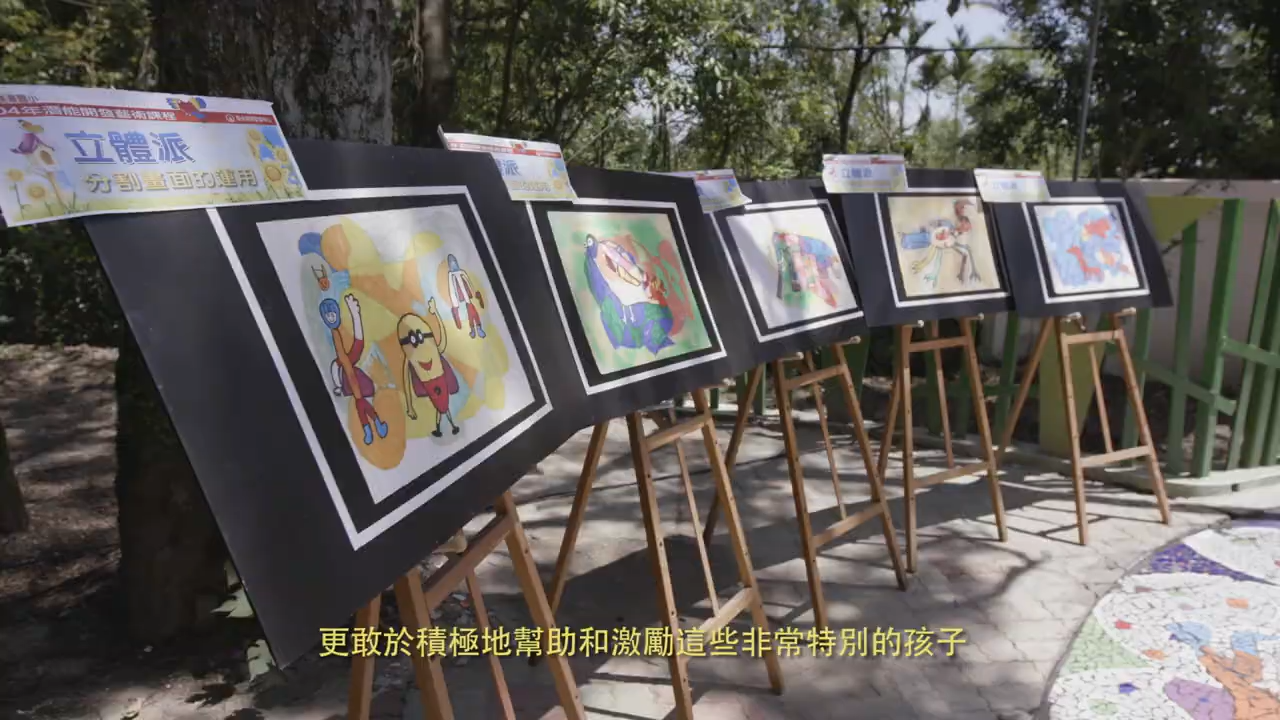 04年潛能開發藝術課程
立體派
分割畫面的運用
體派
立體派
更敢於積極地幫助和激勵這些非常特別的孩子